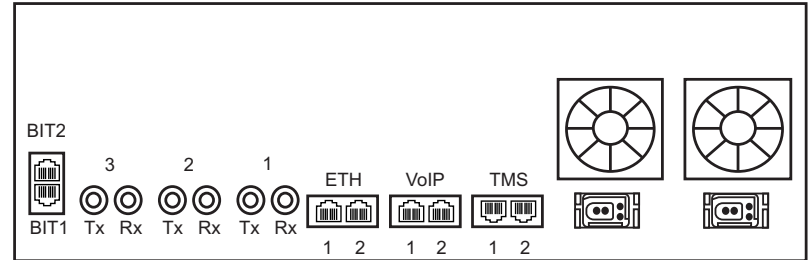 BIT2
3 2 1
ETH VoIP TMS
BIT1 Tx Rx Tx Rx Tx Rx
1 2 1 2 1 2